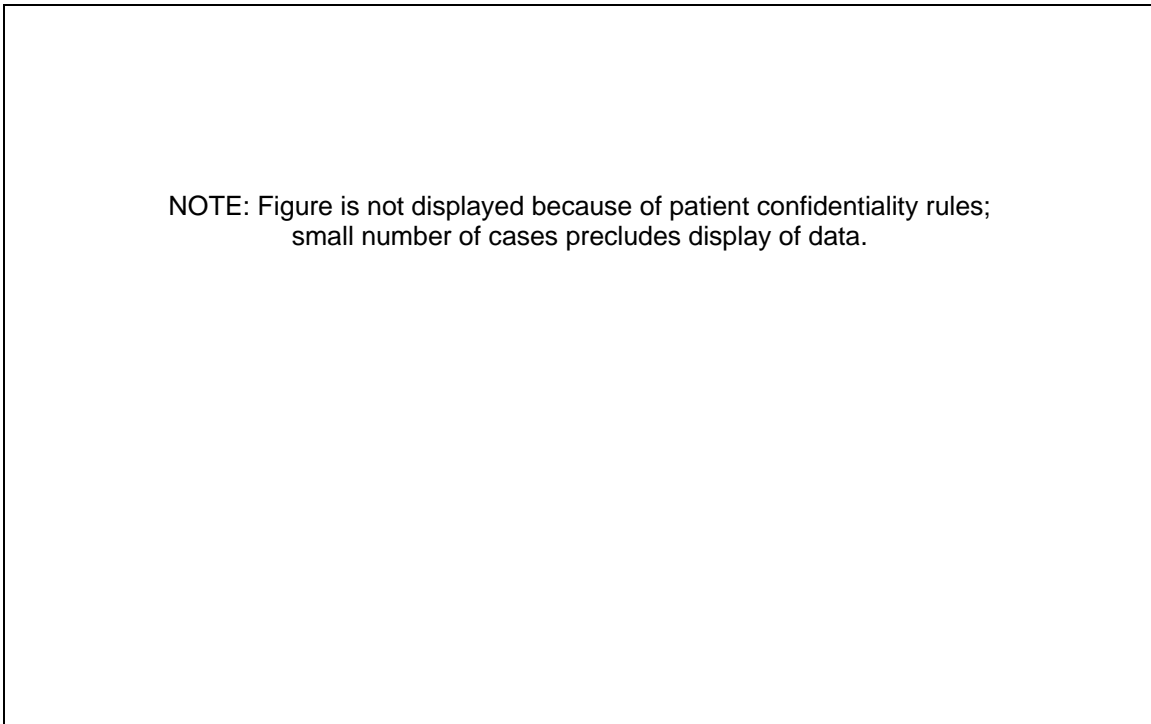 NOTE: Figure is not displayed because of patient confidentiality rules;
small number of cases precludes display of data.